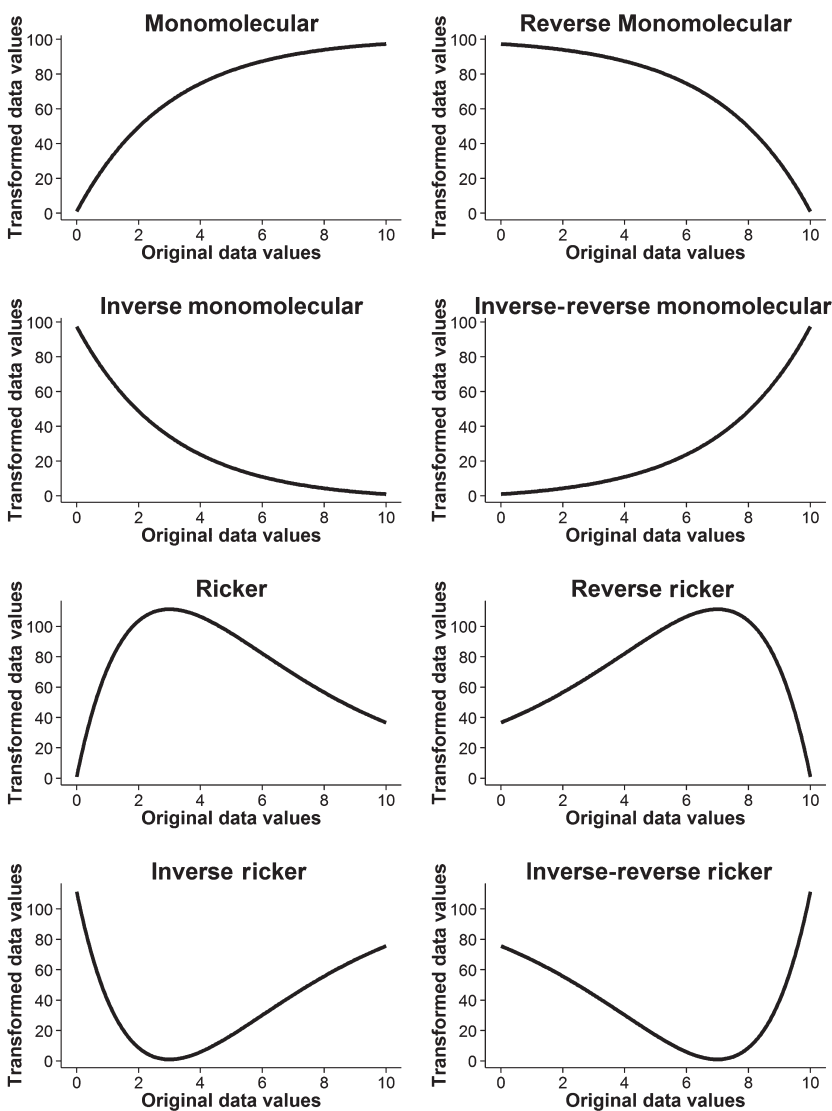 Monomolecular
Transformed data values
100
80
60
40
20
0
0 2 4 6 8 10
Original data values
Reverse Monomolecular
Transformed data values
100
80
60
40
20
0
0 2 4 6 8 10
Original data values
Inverse monomolecular
Transformed data values
100
80
60
40
20
0
0 2 4 6 8 10
Original data values
Inverse-reverse monomolecular
Transformed data values
100
80
60
40
20
0
0 2 4 6 8 10
Original data values
Ricker
Transformed data values
100
80
60
40
20
0
0 2 4 6 8 10
Original data values
Reverse ricker
Transformed data values
100
80
60
40
20
0
0 2 4 6 8 10
Original data values
Inverse ricker
Transformed data values
100
80
60
40
20
0
0 2 4 6 8 10
Original data values
Inverse-reverse ricker
Transformed data values
100
80
60
40
20
0
0 2 4 6 8 10
Original data values